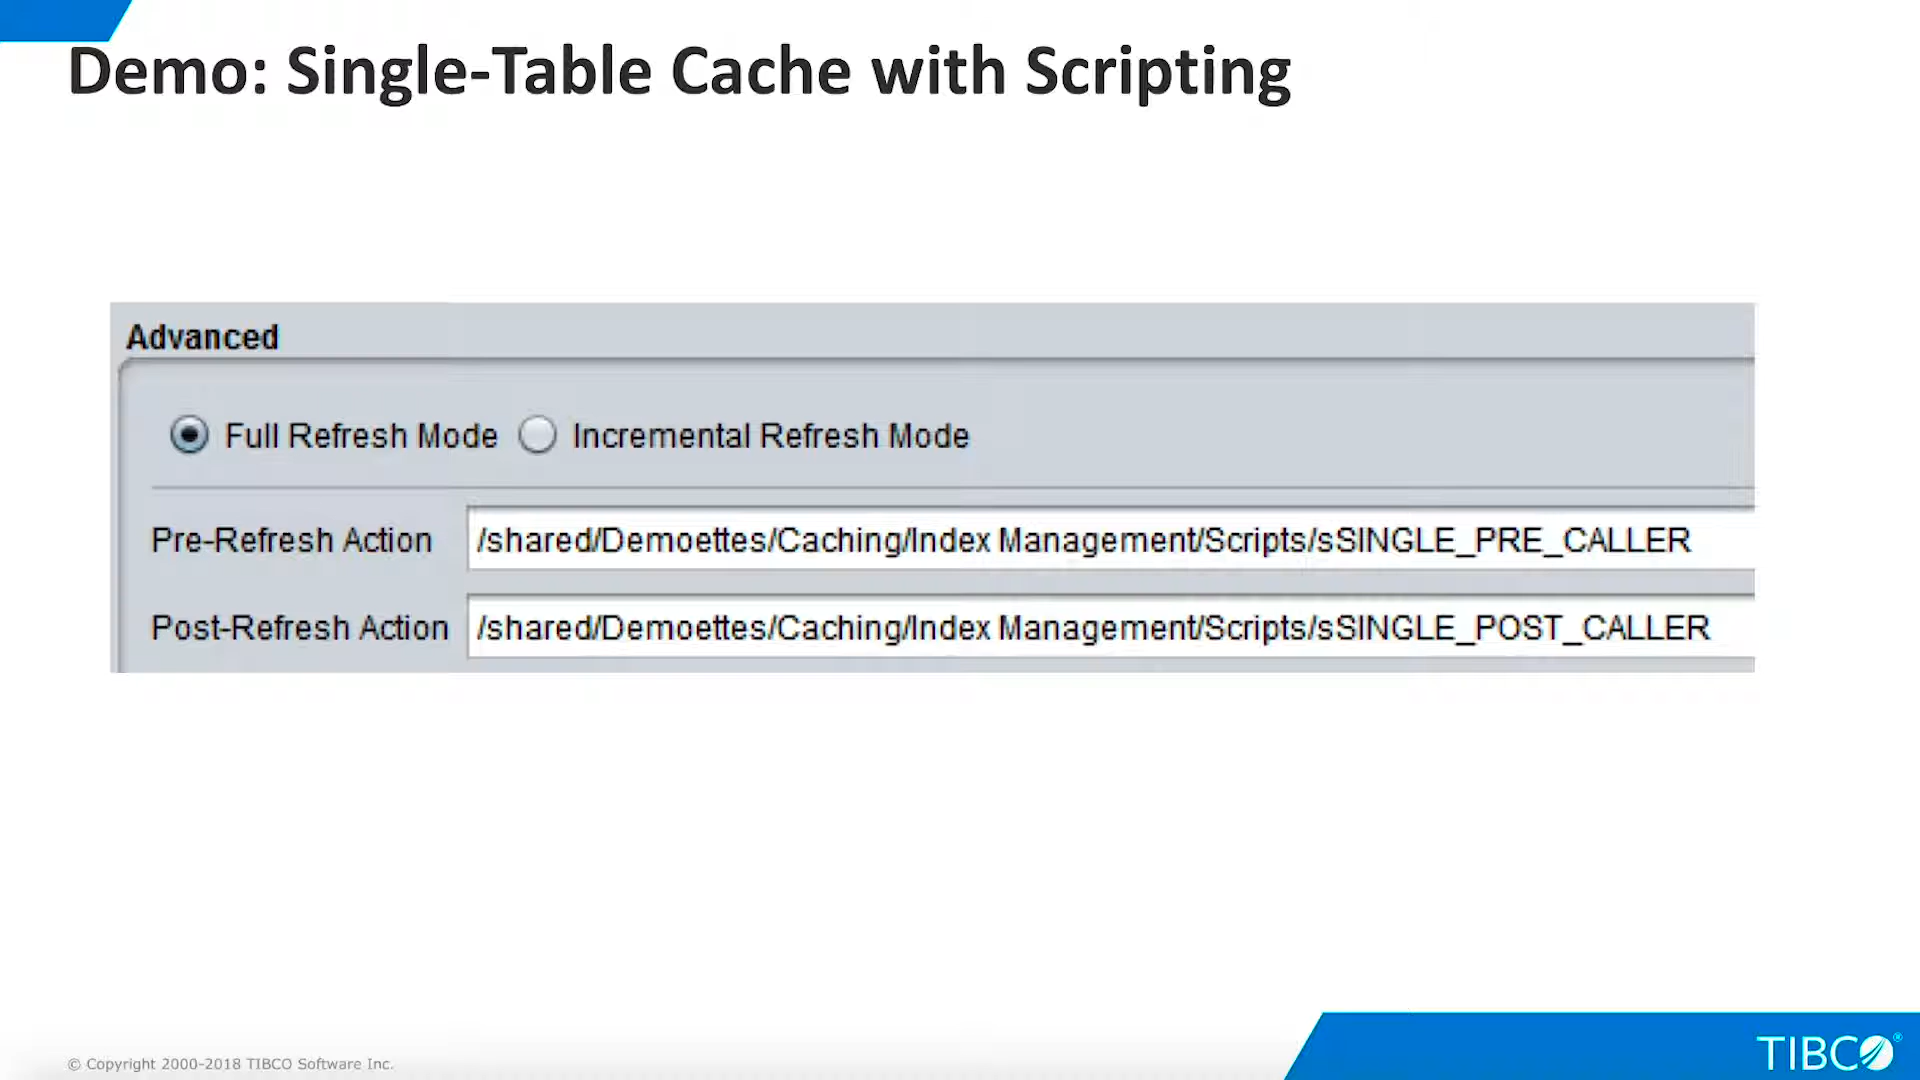 Demo: Single-Table Cache with Scripting
Advanced
Full Refresh Mode Incremental Refresh Mode
Pre-Refresh Action /shared/Demoettes/Caching/Index Management/Scripts/sSINGLE_PRE_CALLER
Post-Refresh Action /shared/Demoettes/Caching/Index Management/Scripts/sSINGLE_POST_CALLER
© Copyright 2000-2018 TIBCO Software Inc.
TIBCO®